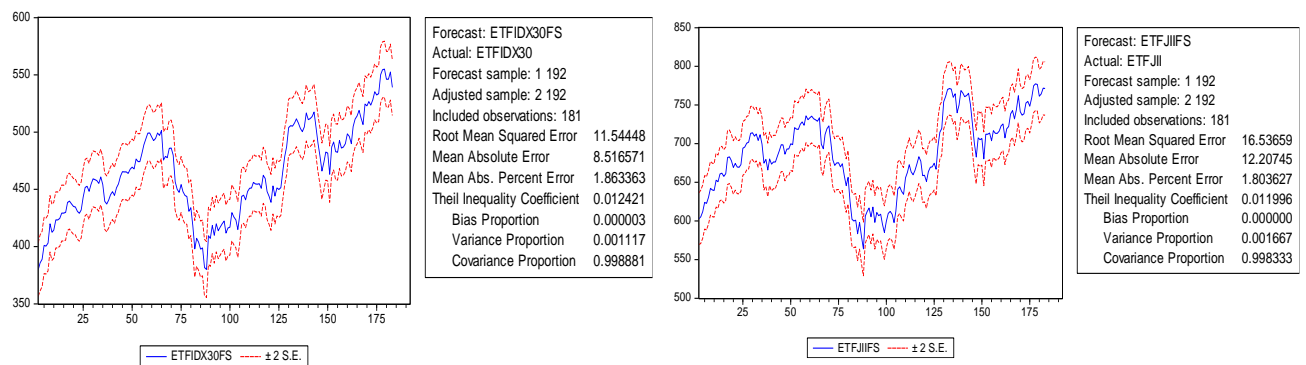 600
550
500
450
400
350
25 50 75 100 125 150 175
ETFIDX30FS ± 2 S.E.
Forecast: ETFIDX30FS
Actual: ETFIDX30
Forecast sample: 1 192
Adjusted sample: 2 192
Included observations: 181
Root Mean Squared Error 11.54448
Mean Absolute Error 8.516571
Mean Abs. Percent Error 1.863363
Theil Inequality Coefficient 0.012421
Bias Proportion 0.000003
Variance Proportion 0.001117
Covariance Proportion 0.998881
850
800
750
700
650
600
550
500
25 50 75 100 125 150 175
ETFJIIFS ± 2 S.E.
Forecast: ETFJIIFS
Actual: ETFJII
Forecast sample: 1 192
Adjusted sample: 2 192
Included observations: 181
Root Mean Squared Error 16.53659
Mean Absolute Error 12.20745
Mean Abs. Percent Error 1.803627
Theil Inequality Coefficient 0.011996
Bias Proportion 0.000000
Variance Proportion 0.001667
Covariance Proportion 0.998333